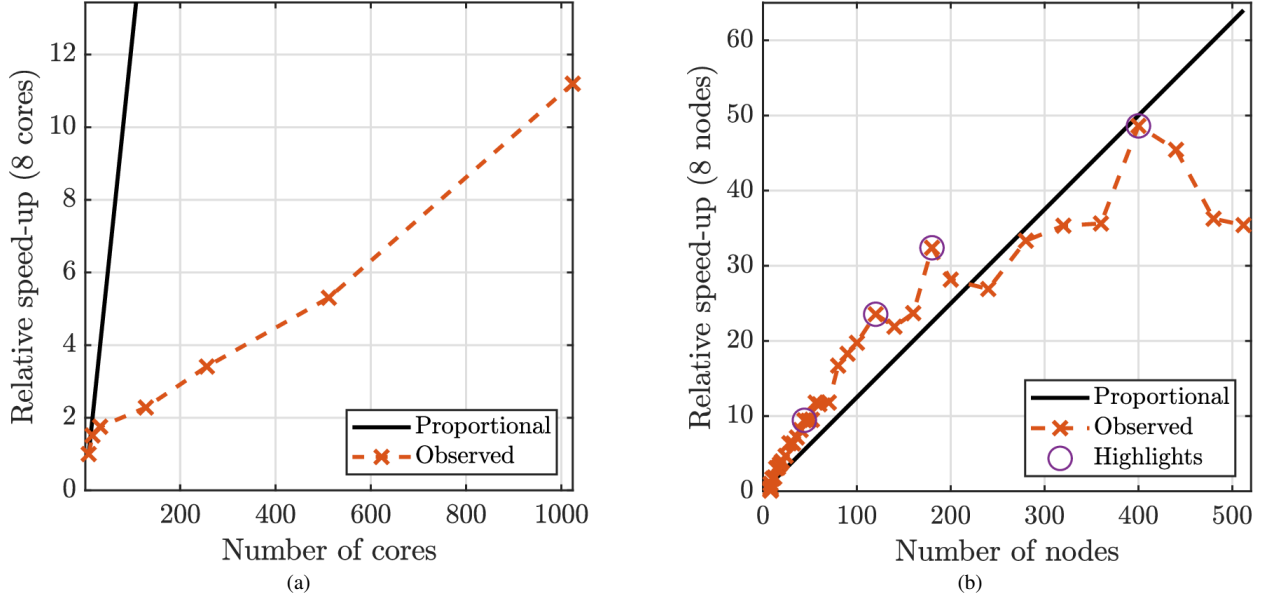 12
10
8
6
4
2
0
Relative speed-up (8 cores)
Proportional
Observed
200
400
600
800
1000
Number of cores
(a)
60
50
40
30
20
10
0
Relative speed-up (8 nodes)
Proportional
Observed
Highlights
0
100
200
300
400
500
Number of nodes
(b)